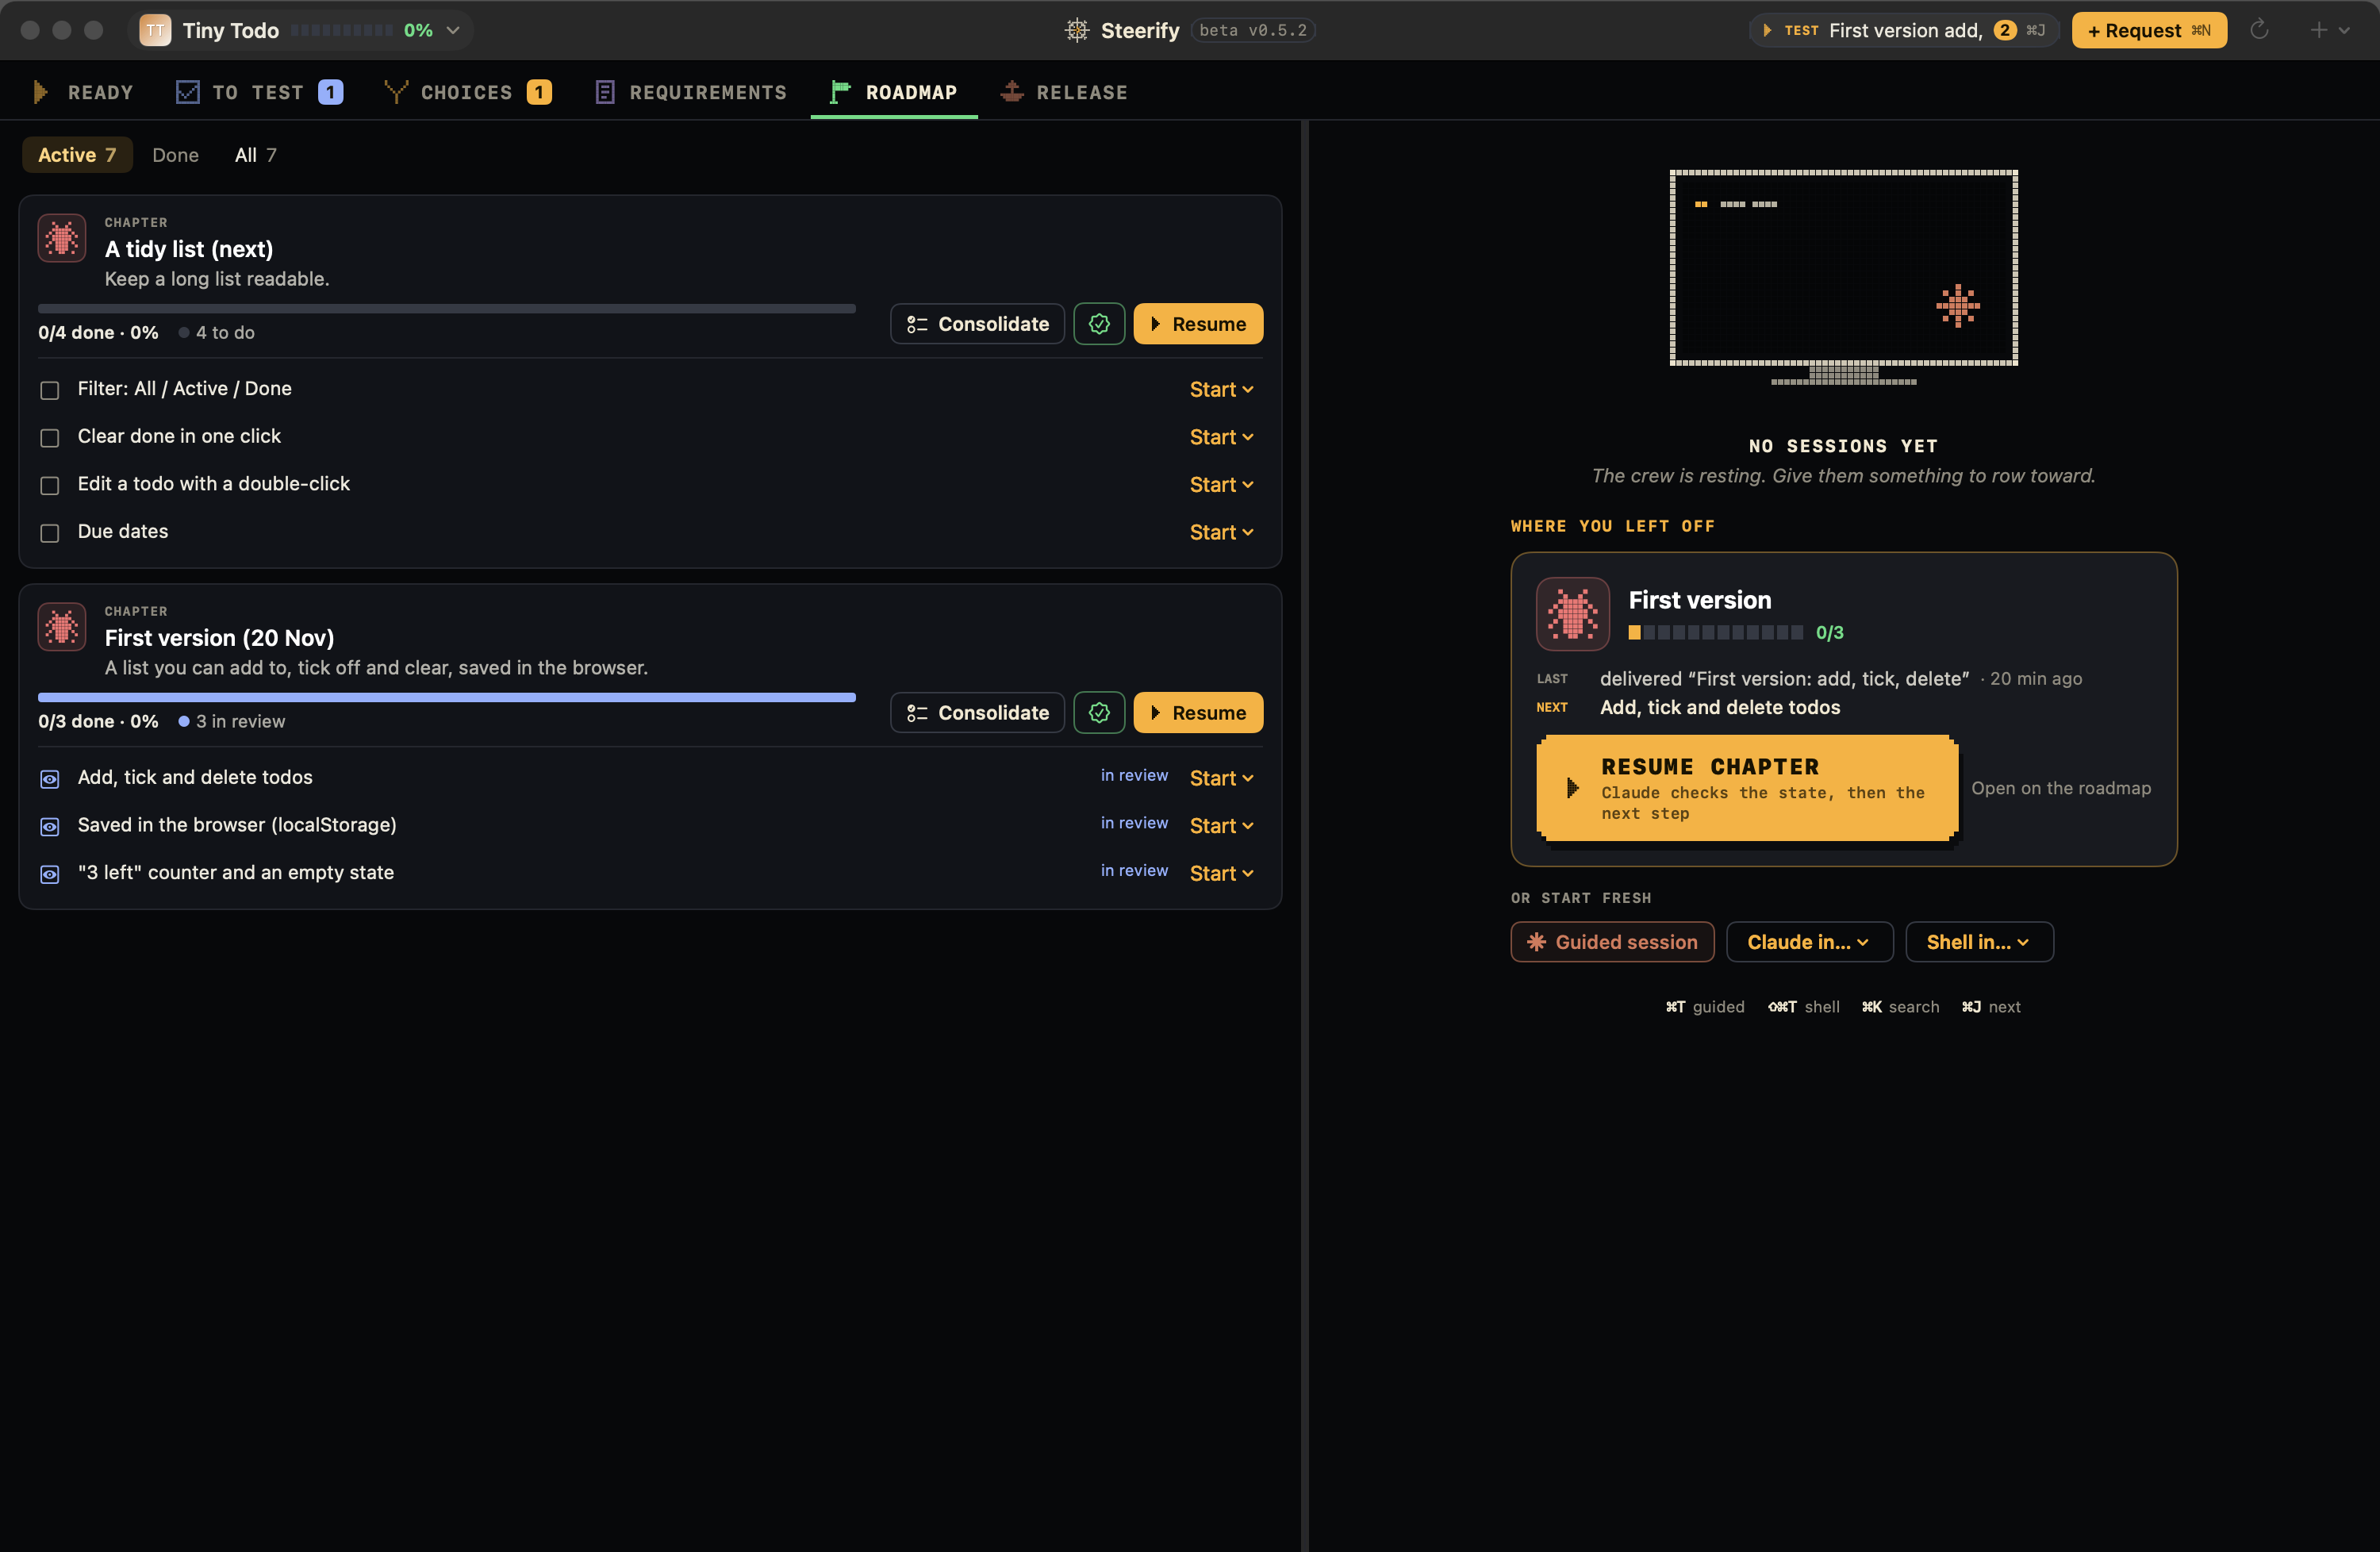 TT Tiny Todo 0%
Steerify beta v0.5.2
TEST First version add, 2 ⌘J
+ Request ⌘N
READY
TO TEST 1
CHOICES 1
REQUIREMENTS
ROADMAP
RELEASE
Active 7 Done All 7
CHAPTER
A tidy list (next)
Keep a long list readable.
0/4 done · 0% 4 to do
Consolidate Resume
Filter: All / Active / Done Start
Clear done in one click Start
Edit a todo with a double-click Start
Due dates Start
CHAPTER
First version (20 Nov)
A list you can add to, tick off and clear, saved in the browser.
0/3 done · 0% 3 in review
Consolidate Resume
Add, tick and delete todos in review Start
Saved in the browser (localStorage) in review Start
"3 left" counter and an empty state in review Start
NO SESSIONS YET
The crew is resting. Give them something to row toward.
WHERE YOU LEFT OFF
First version
0/3
LAST delivered “First version: add, tick, delete” · 20 min ago
NEXT Add, tick and delete todos
RESUME CHAPTER
Claude checks the state, then the
next step
Open on the roadmap
OR START FRESH
Guided session Claude in... Shell in...
⌘T guided ⇧⌘T shell ⌘K search ⌘J next